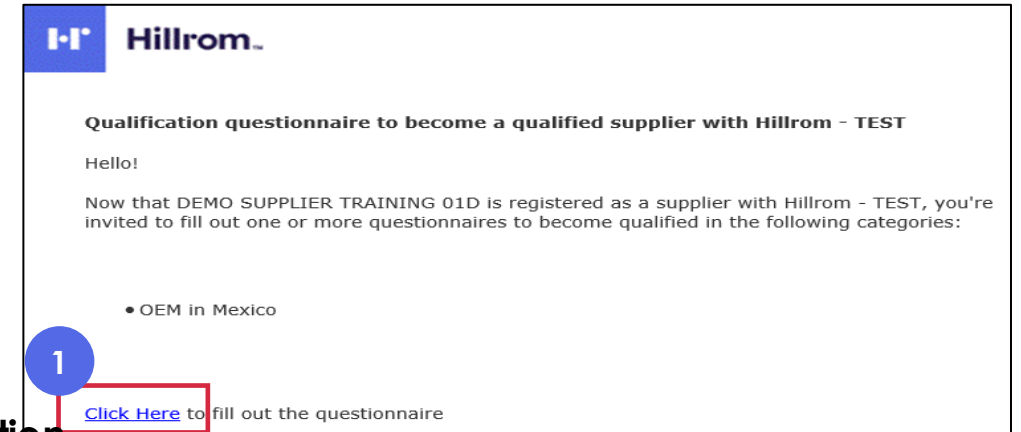 Hillrom™
Qualification questionnaire to become a qualified supplier with Hillrom - TEST
Hello!
Now that DEMO SUPPLIER TRAINING 01D is registered as a supplier with Hillrom - TEST, you're
invited to fill out one or more questionnaires to become qualified in the following categories:
• OEM in Mexico
1
Click Here to fill out the questionnaire